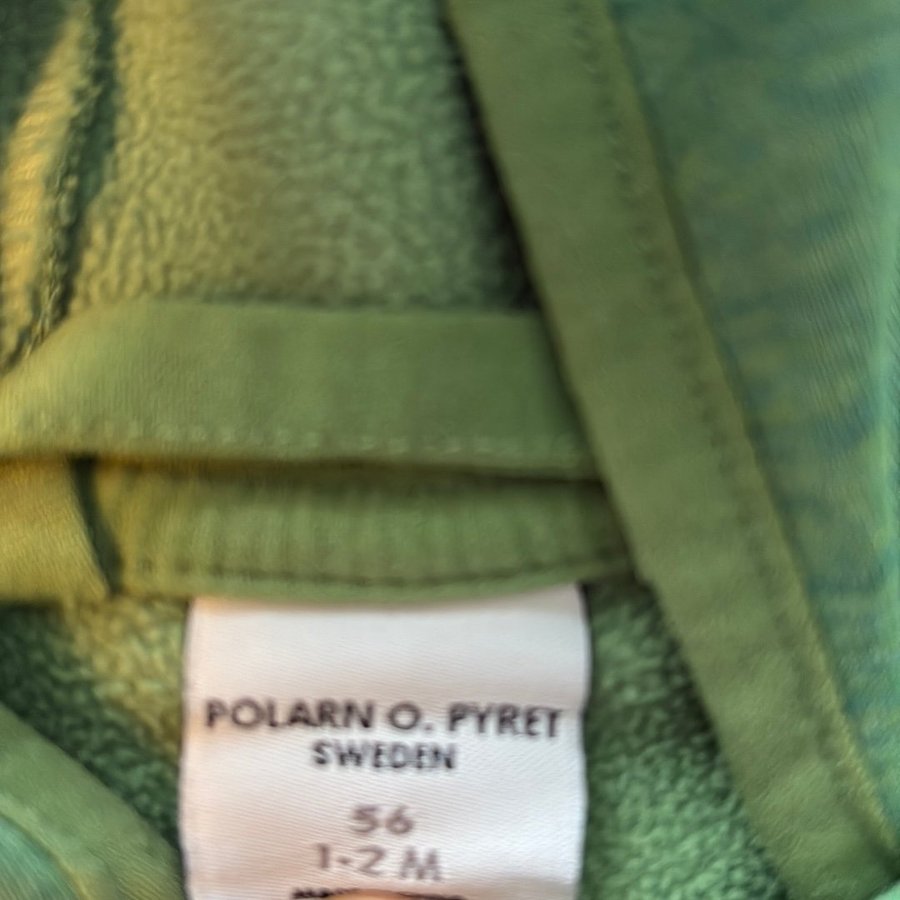 POLARN O. PYRET
SWEDEN
56
1-2 M